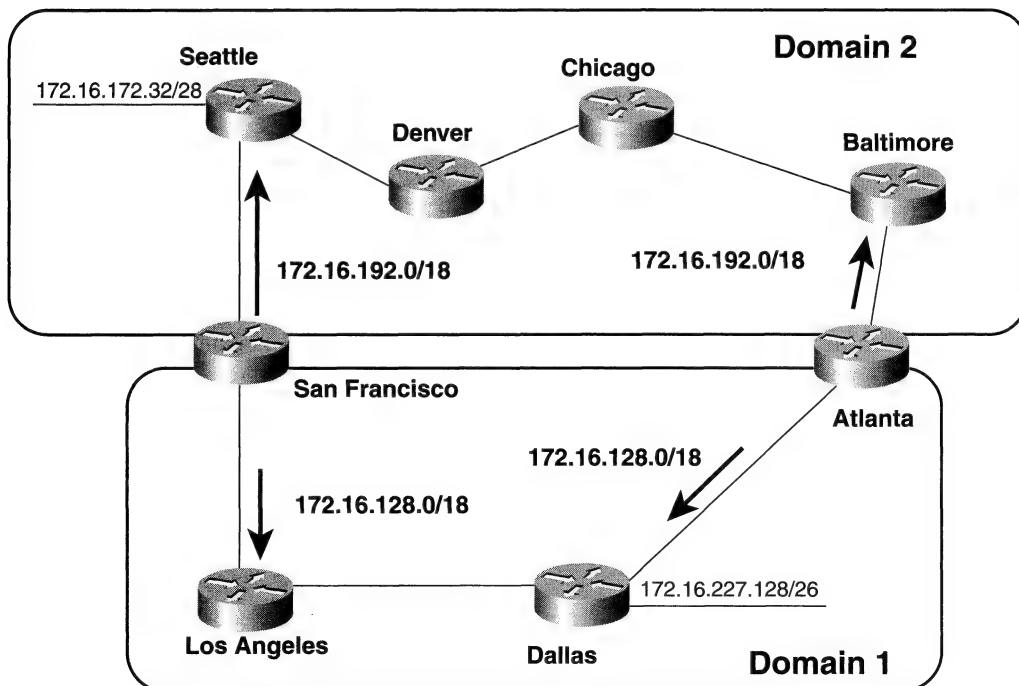 Domain 2
Seattle
Chicago
172.16.172.32/28
Denver
Baltimore
172.16.192.0/18
172.16.192.0/18
San Francisco
Atlanta
172.16.128.0/18
172.16.128.0/18
172.16.227.128/26
Los Angeles
Dallas
Domain 1